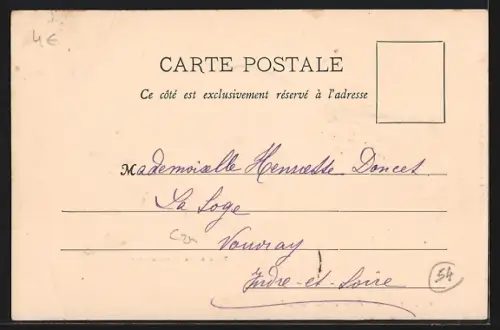 4€
CARTE POSTALE
Ce côté est exclusivement réservé à l'adresse
Mademoiselle Henriette Doncet
La Loge
Vouvray
Indre-et-Loire
54